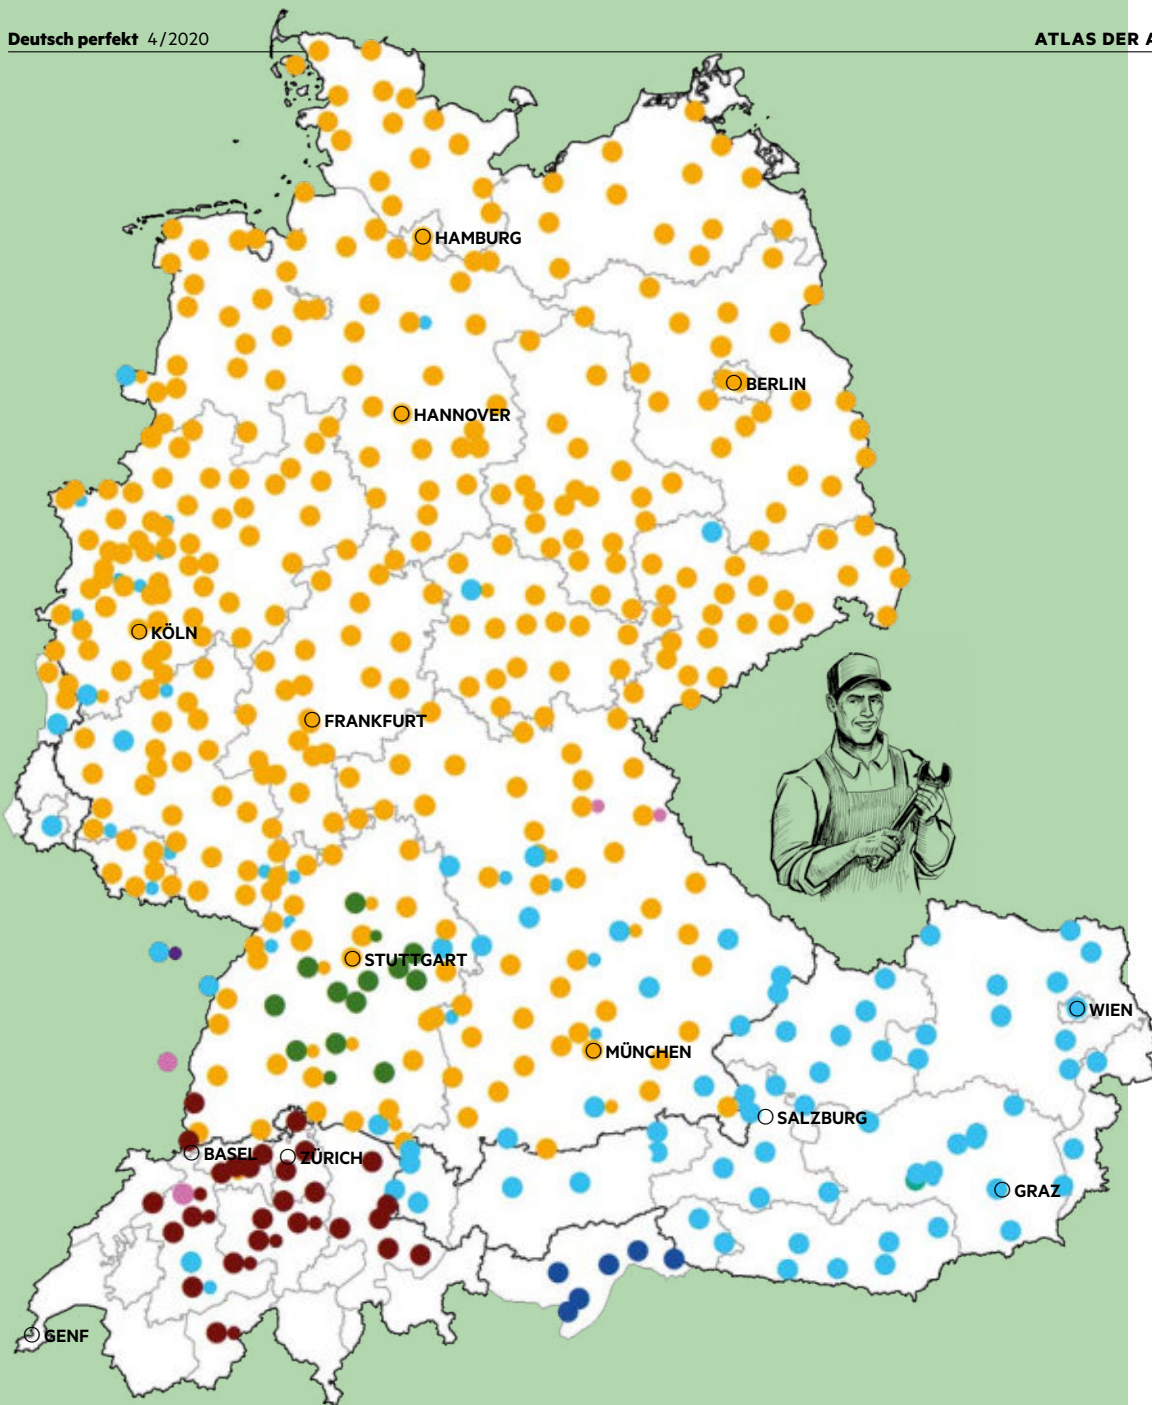 Deutsch perfekt 4/2020
ATLAS DER A
HAMBURG
BERLIN
HANNOVER
KÖLN
FRANKFURT
STUTTGART
WIEN
MÜNCHEN
SALZBURG
BASEL
ZÜRICH
GRAZ
GENF